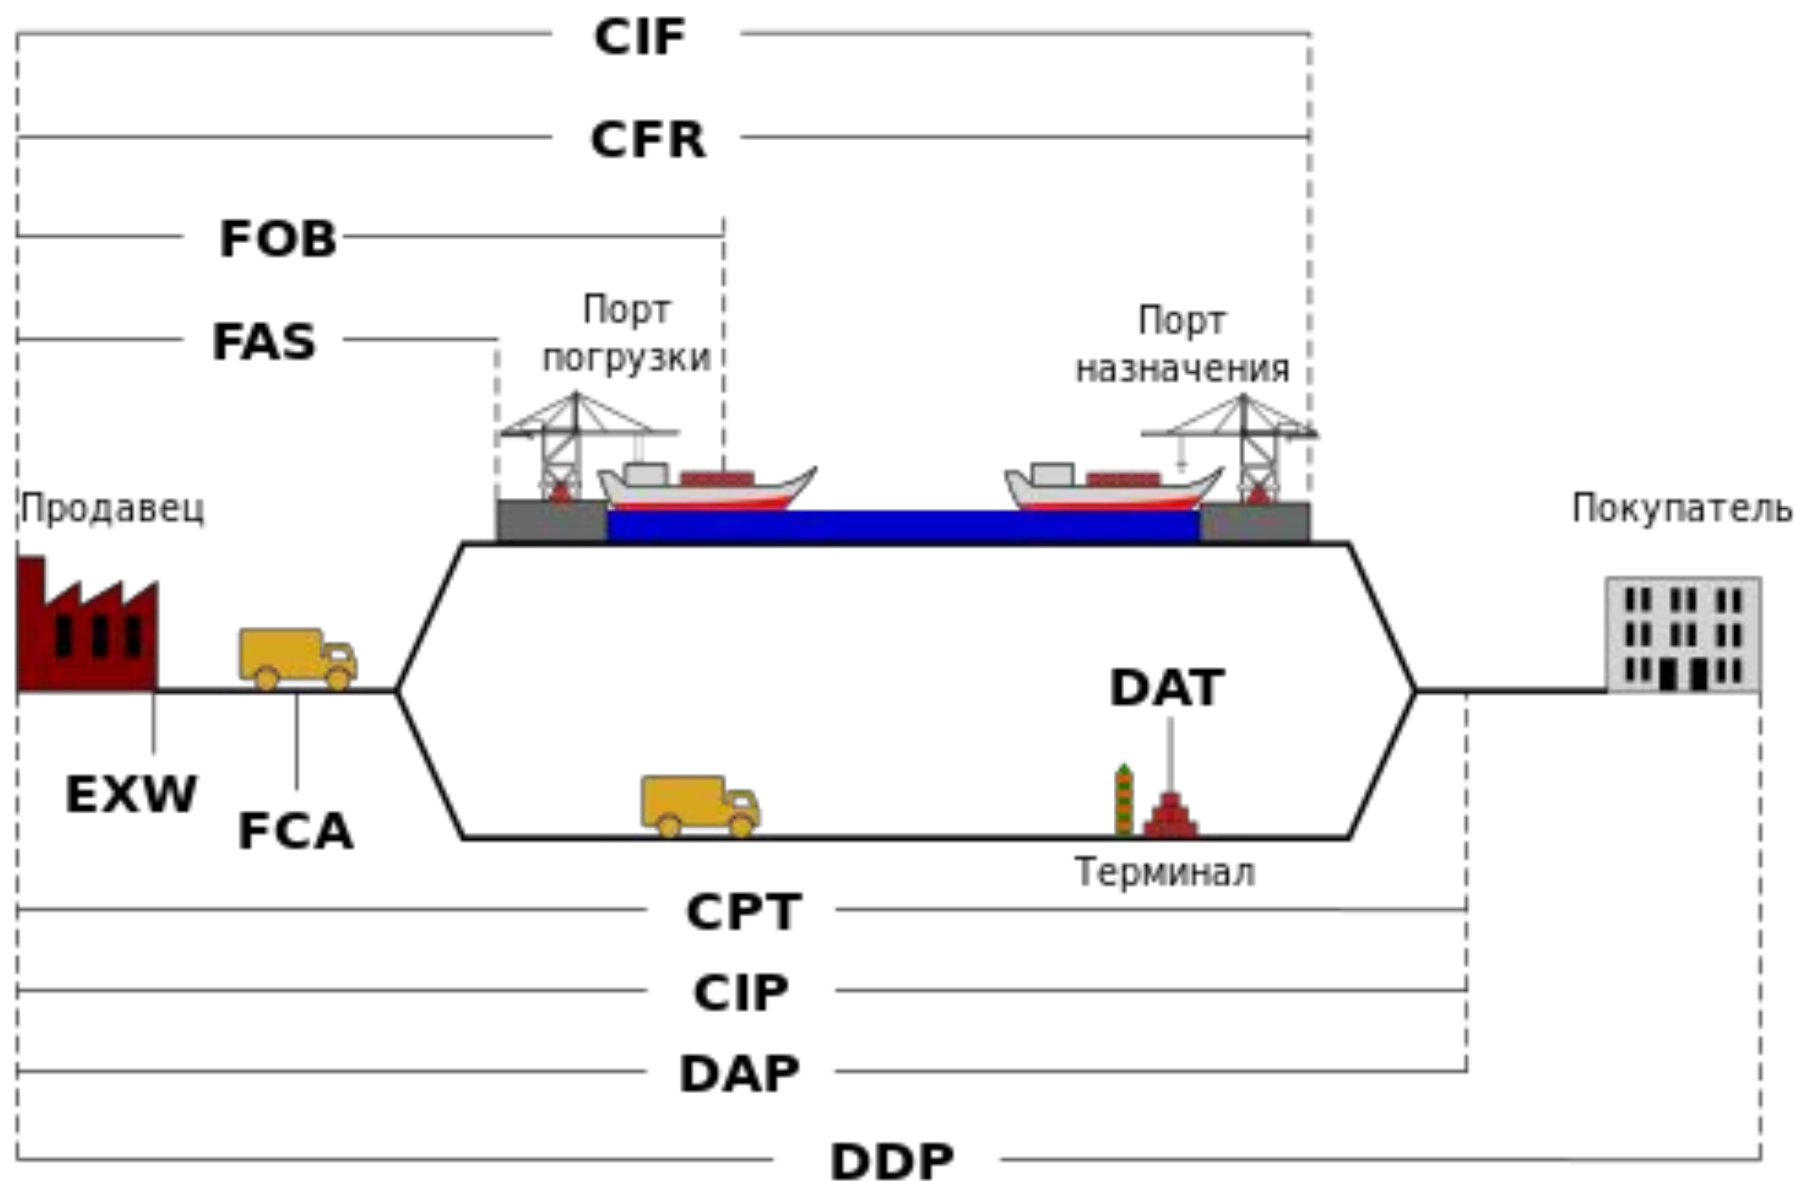 CIF
CFR
FOB
FAS
Порт
погрузки
Порт
назначения
Продавец
Покупатель
DAT
EXW
FCA
Терминал
CPT
CIP
DAP
DDP